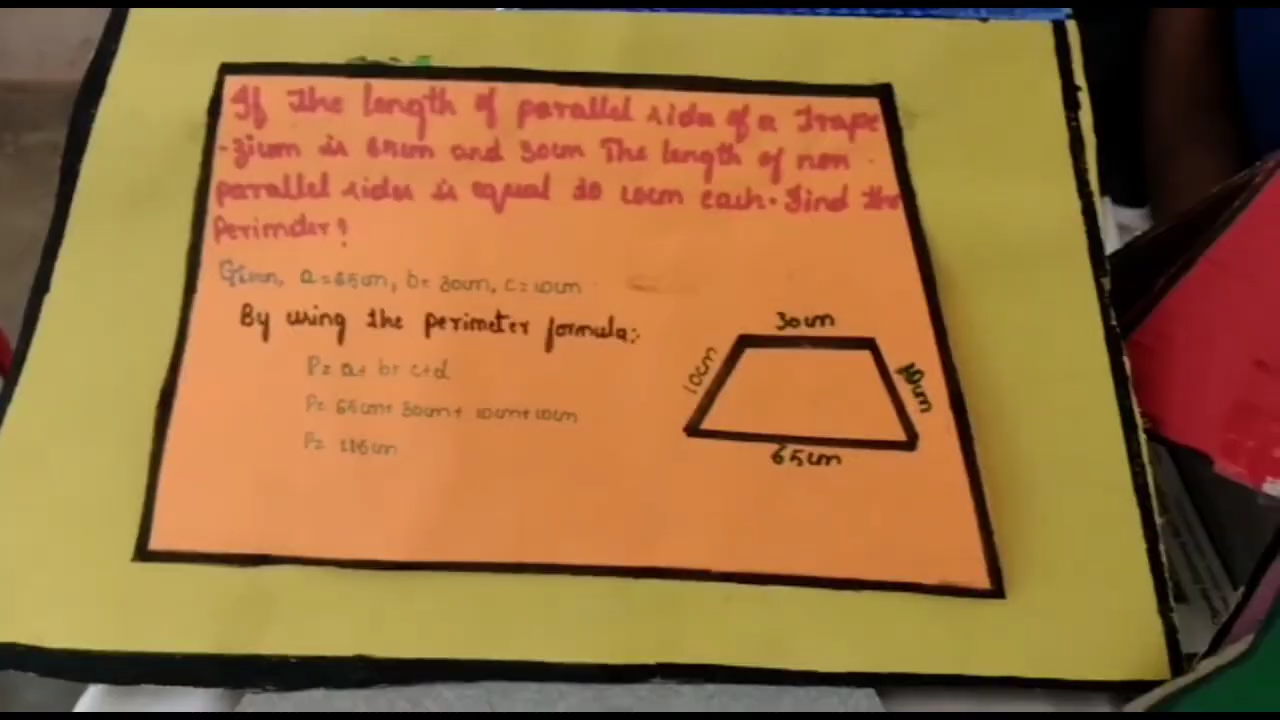 If the length of parallel sides of a Trape
-zium is 65cm and 30cm The length of non
parallel sides is equal to 10cm each. Find the
Perimter?
Given, a=65cm, b= 30cm, c=10cm
By using the perimeter formula:
P= a+ b+ c+d
P= 65cm+ 30cm+ 10cm+10cm
P= 115cm
30cm
10cm
10cm
65cm